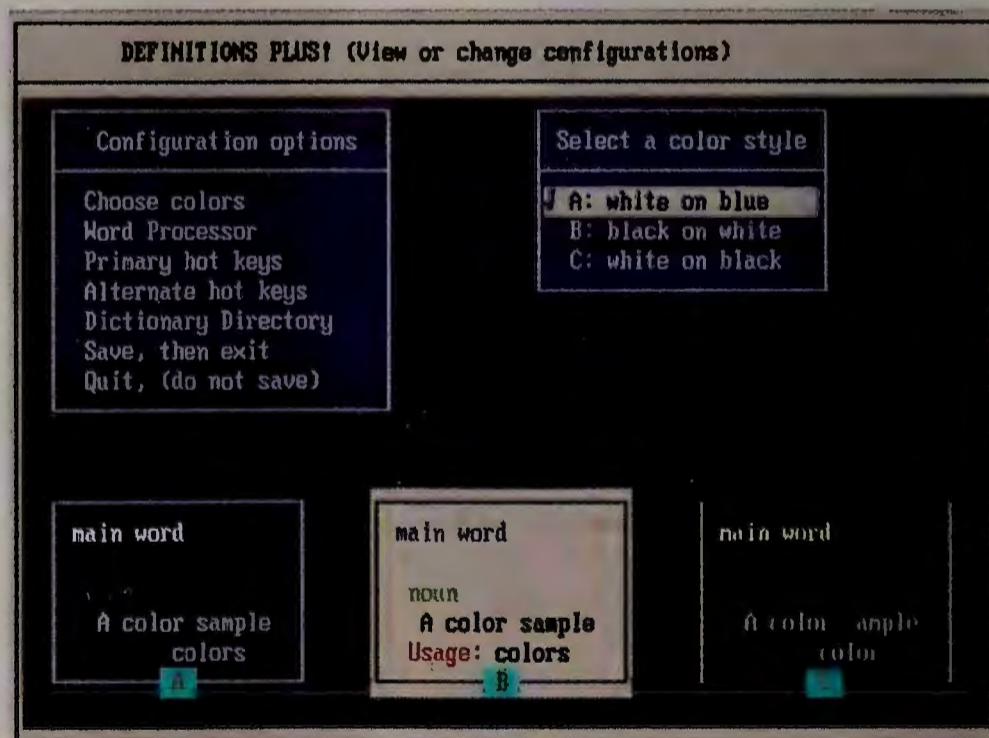 DEFINITIONS PLUS! (View or change configurations)
Configuration options
Choose colors
Word Processor
Primary hot keys
Alternate hot keys
Dictionary Directory
Save, then exit
Quit, (do not save)
Select a color style
A: white on blue
B: black on white
C: white on black
main word
A color sample
colors
A
main word
noun
A color sample
Usage: colors
B
main word
A color
color